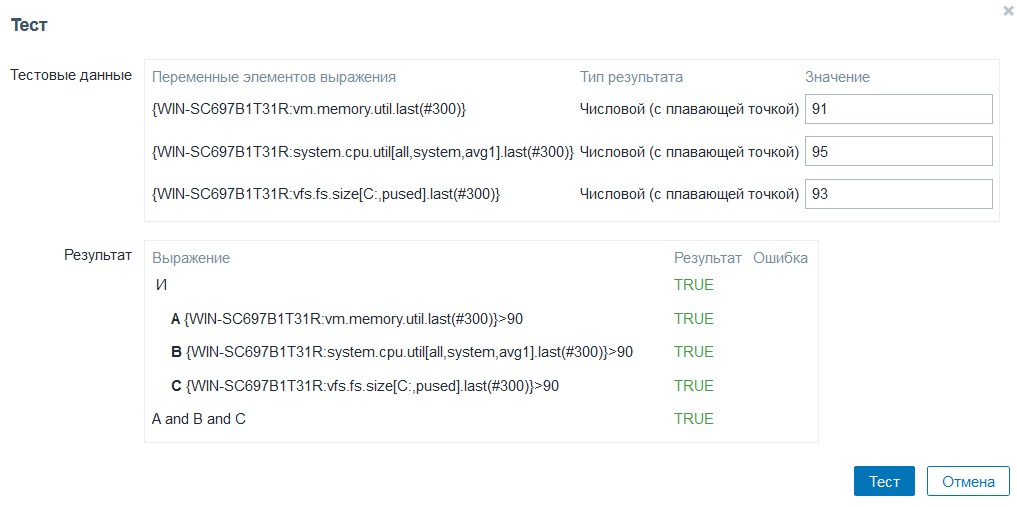 Тест
Тестовые данные
Переменные элементов выражения Тип результата Значение
{WIN-SC697B1T31R:vm.memory.util.last(#300)} Числовой (с плавающей точкой) 91
{WIN-SC697B1T31R:system.cpu.util[all,system,avg1].last(#300)} Числовой (с плавающей точкой) 95
{WIN-SC697B1T31R:vfs.fs.size[C:,pused].last(#300)} Числовой (с плавающей точкой) 93
Результат
Выражение Результат Ошибка
И TRUE
A {WIN-SC697B1T31R:vm.memory.util.last(#300)}>90 TRUE
B {WIN-SC697B1T31R:system.cpu.util[all,system,avg1].last(#300)}>90 TRUE
C {WIN-SC697B1T31R:vfs.fs.size[C:,pused].last(#300)}>90 TRUE
A and B and C TRUE
Тест Отмена